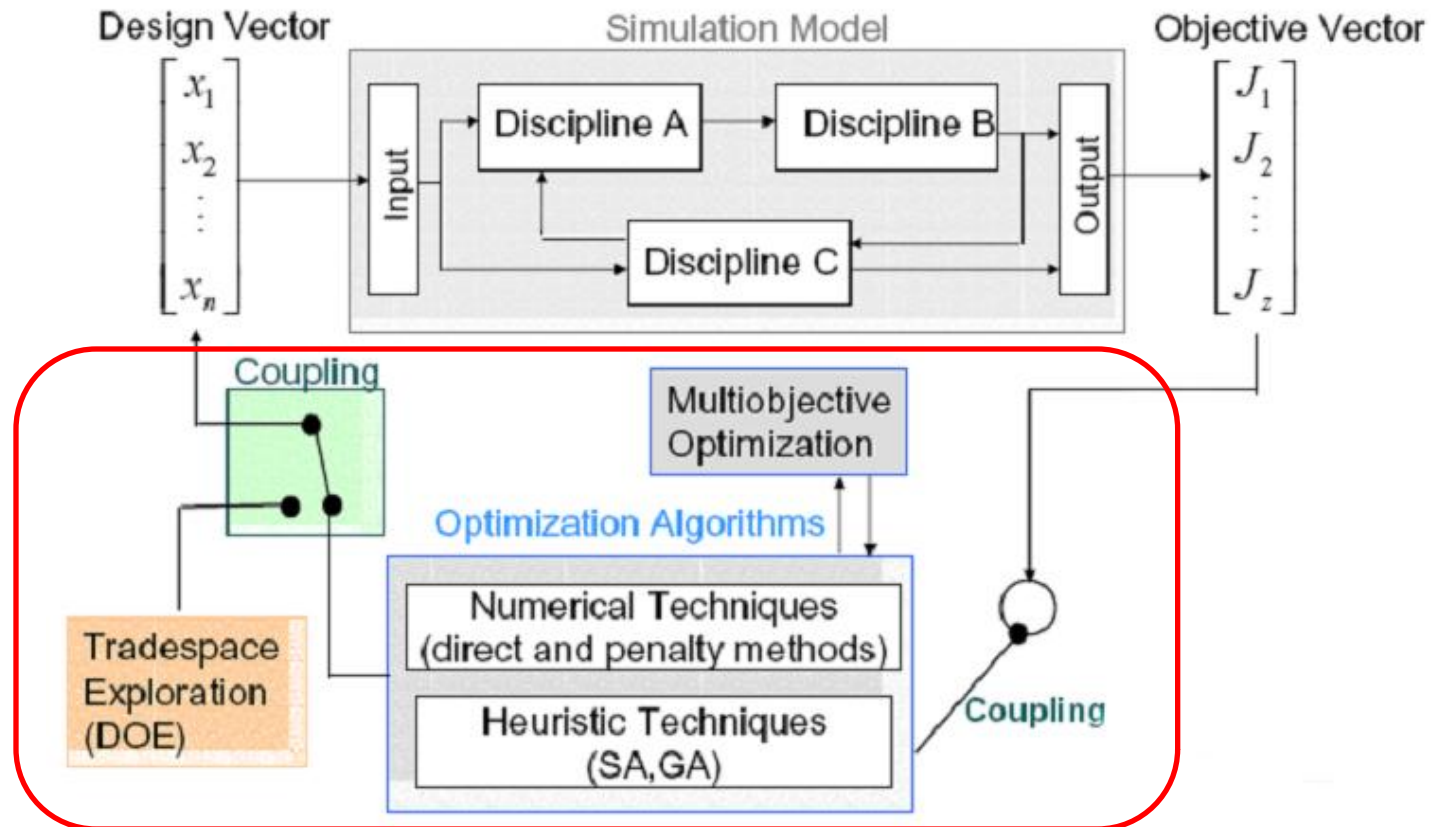 Design Vector
Simulation Model
Objective Vector
x₁
x₂
⋮
xₙ
Input
Discipline A
Discipline B
Discipline C
Output
J₁
J₂
⋮
J_z
Coupling
Multiobjective
Optimization
Optimization Algorithms
Numerical Techniques
(direct and penalty methods)
Heuristic Techniques
(SA,GA)
Tradespace
Exploration
(DOE)
Coupling